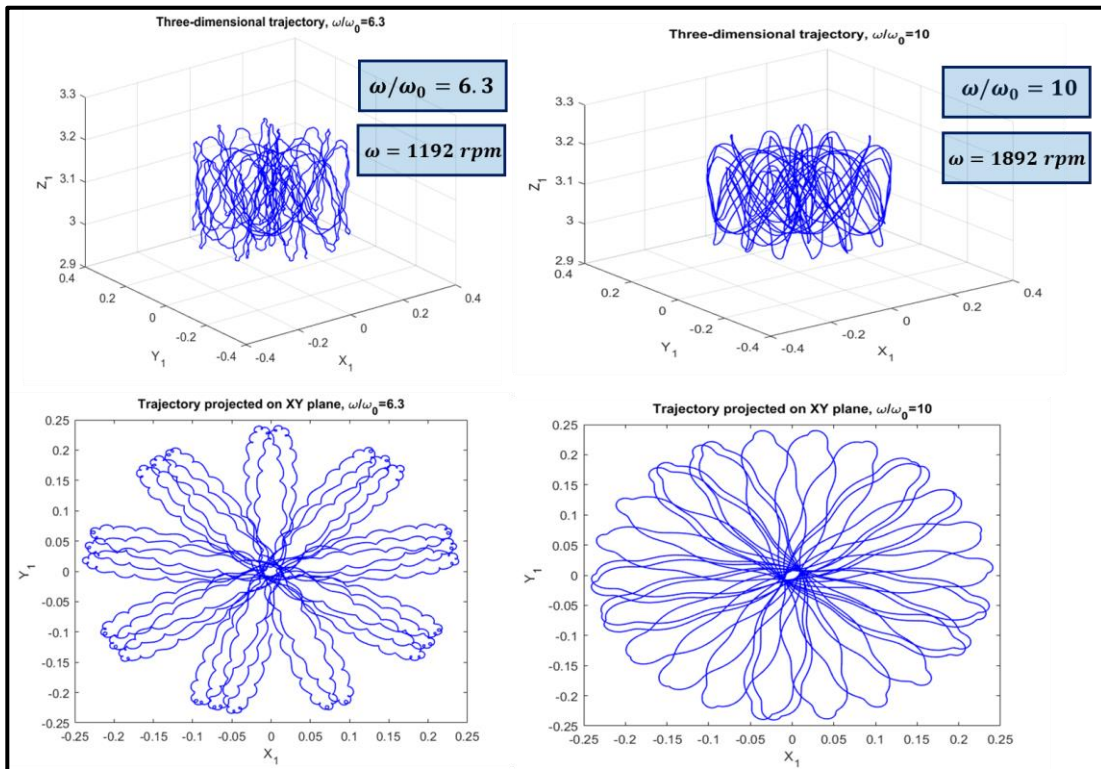 Three-dimensional trajectory, ω/ω₀=6.3
ω/ω₀ = 6.3
ω = 1192 rpm
3.3
3.2
3.1
3
2.9
Z₁
0.4
0.2
0
-0.2
-0.4
Y₁
-0.4
-0.2
0
0.2
0.4
X₁
Three-dimensional trajectory, ω/ω₀=10
ω/ω₀ = 10
ω = 1892 rpm
3.3
3.2
3.1
3
2.9
Z₁
0.4
0.2
0
-0.2
-0.4
Y₁
-0.4
-0.2
0
0.2
0.4
X₁
Trajectory projected on XY plane, ω/ω₀=6.3
0.25
0.2
0.15
0.1
0.05
0
-0.05
-0.1
-0.15
-0.2
-0.25
Y₁
-0.25 -0.2 -0.15 -0.1 -0.05 0 0.05 0.1 0.15 0.2 0.25
X₁
Trajectory projected on XY plane, ω/ω₀=10
0.25
0.2
0.15
0.1
0.05
0
-0.05
-0.1
-0.15
-0.2
-0.25
Y₁
-0.25 -0.2 -0.15 -0.1 -0.05 0 0.05 0.1 0.15 0.2 0.25
X₁